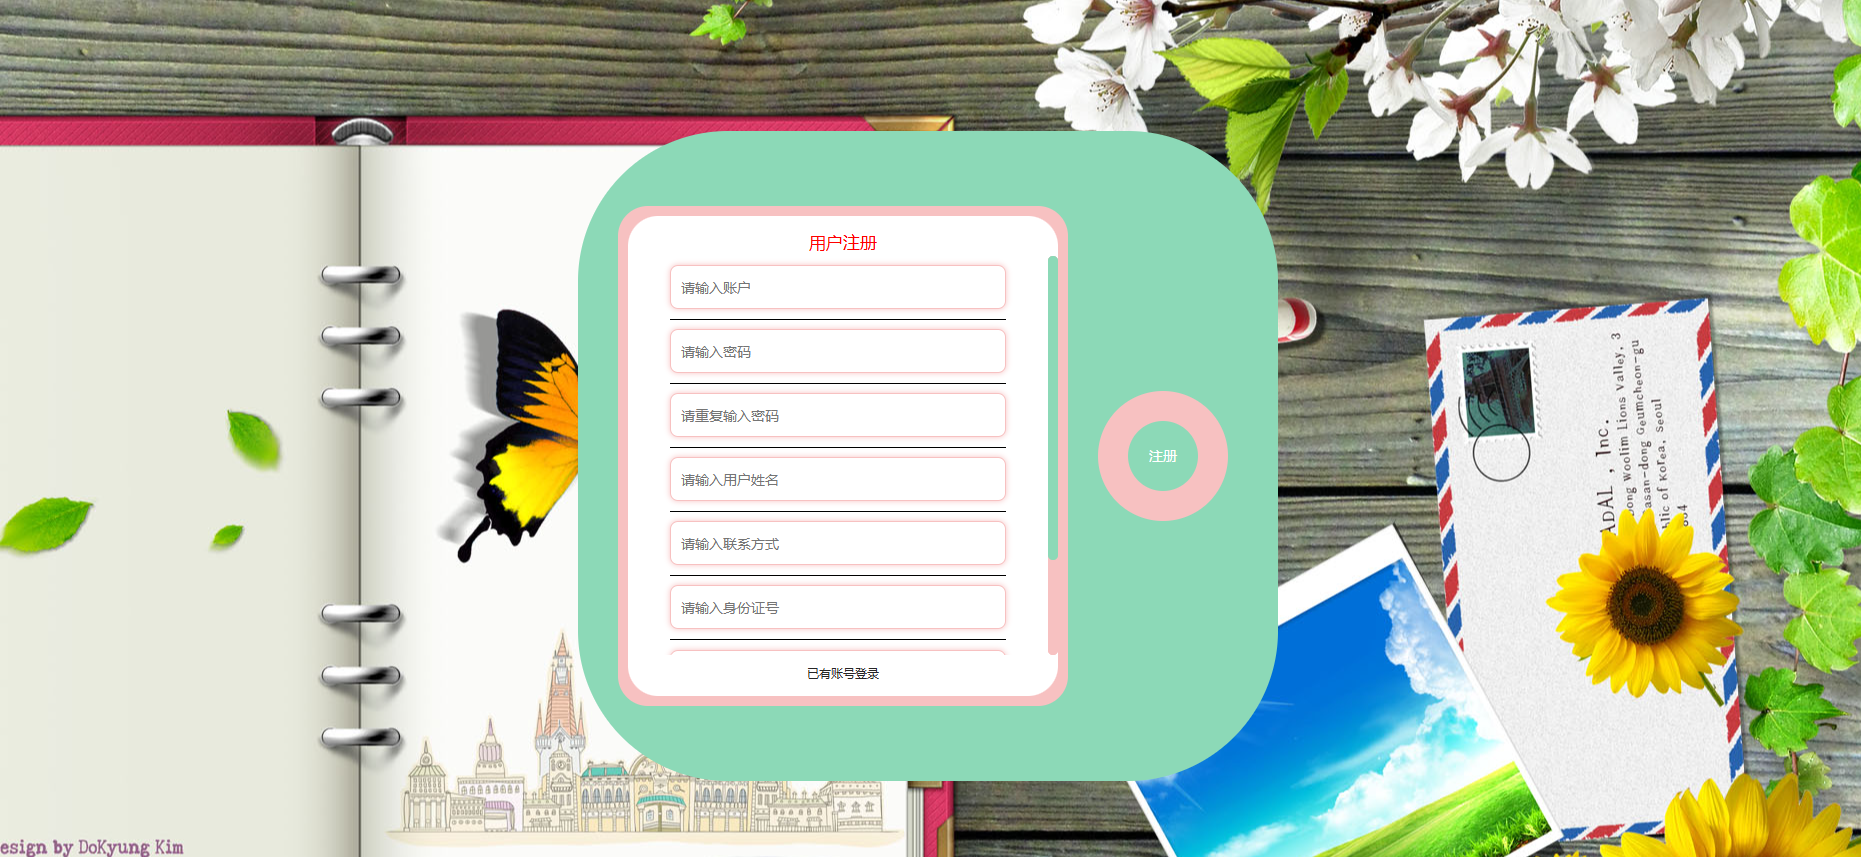 用户注册
请输入账户
请输入密码
请重复输入密码
请输入用户姓名
请输入联系方式
请输入身份证号
已有账号登录
注册
ong Woolim Lions Valley, 3
asan-dong Geumcheon-gu
lic of Korea, Seoul
ADAL , Inc.
esign by DoKyung Kim